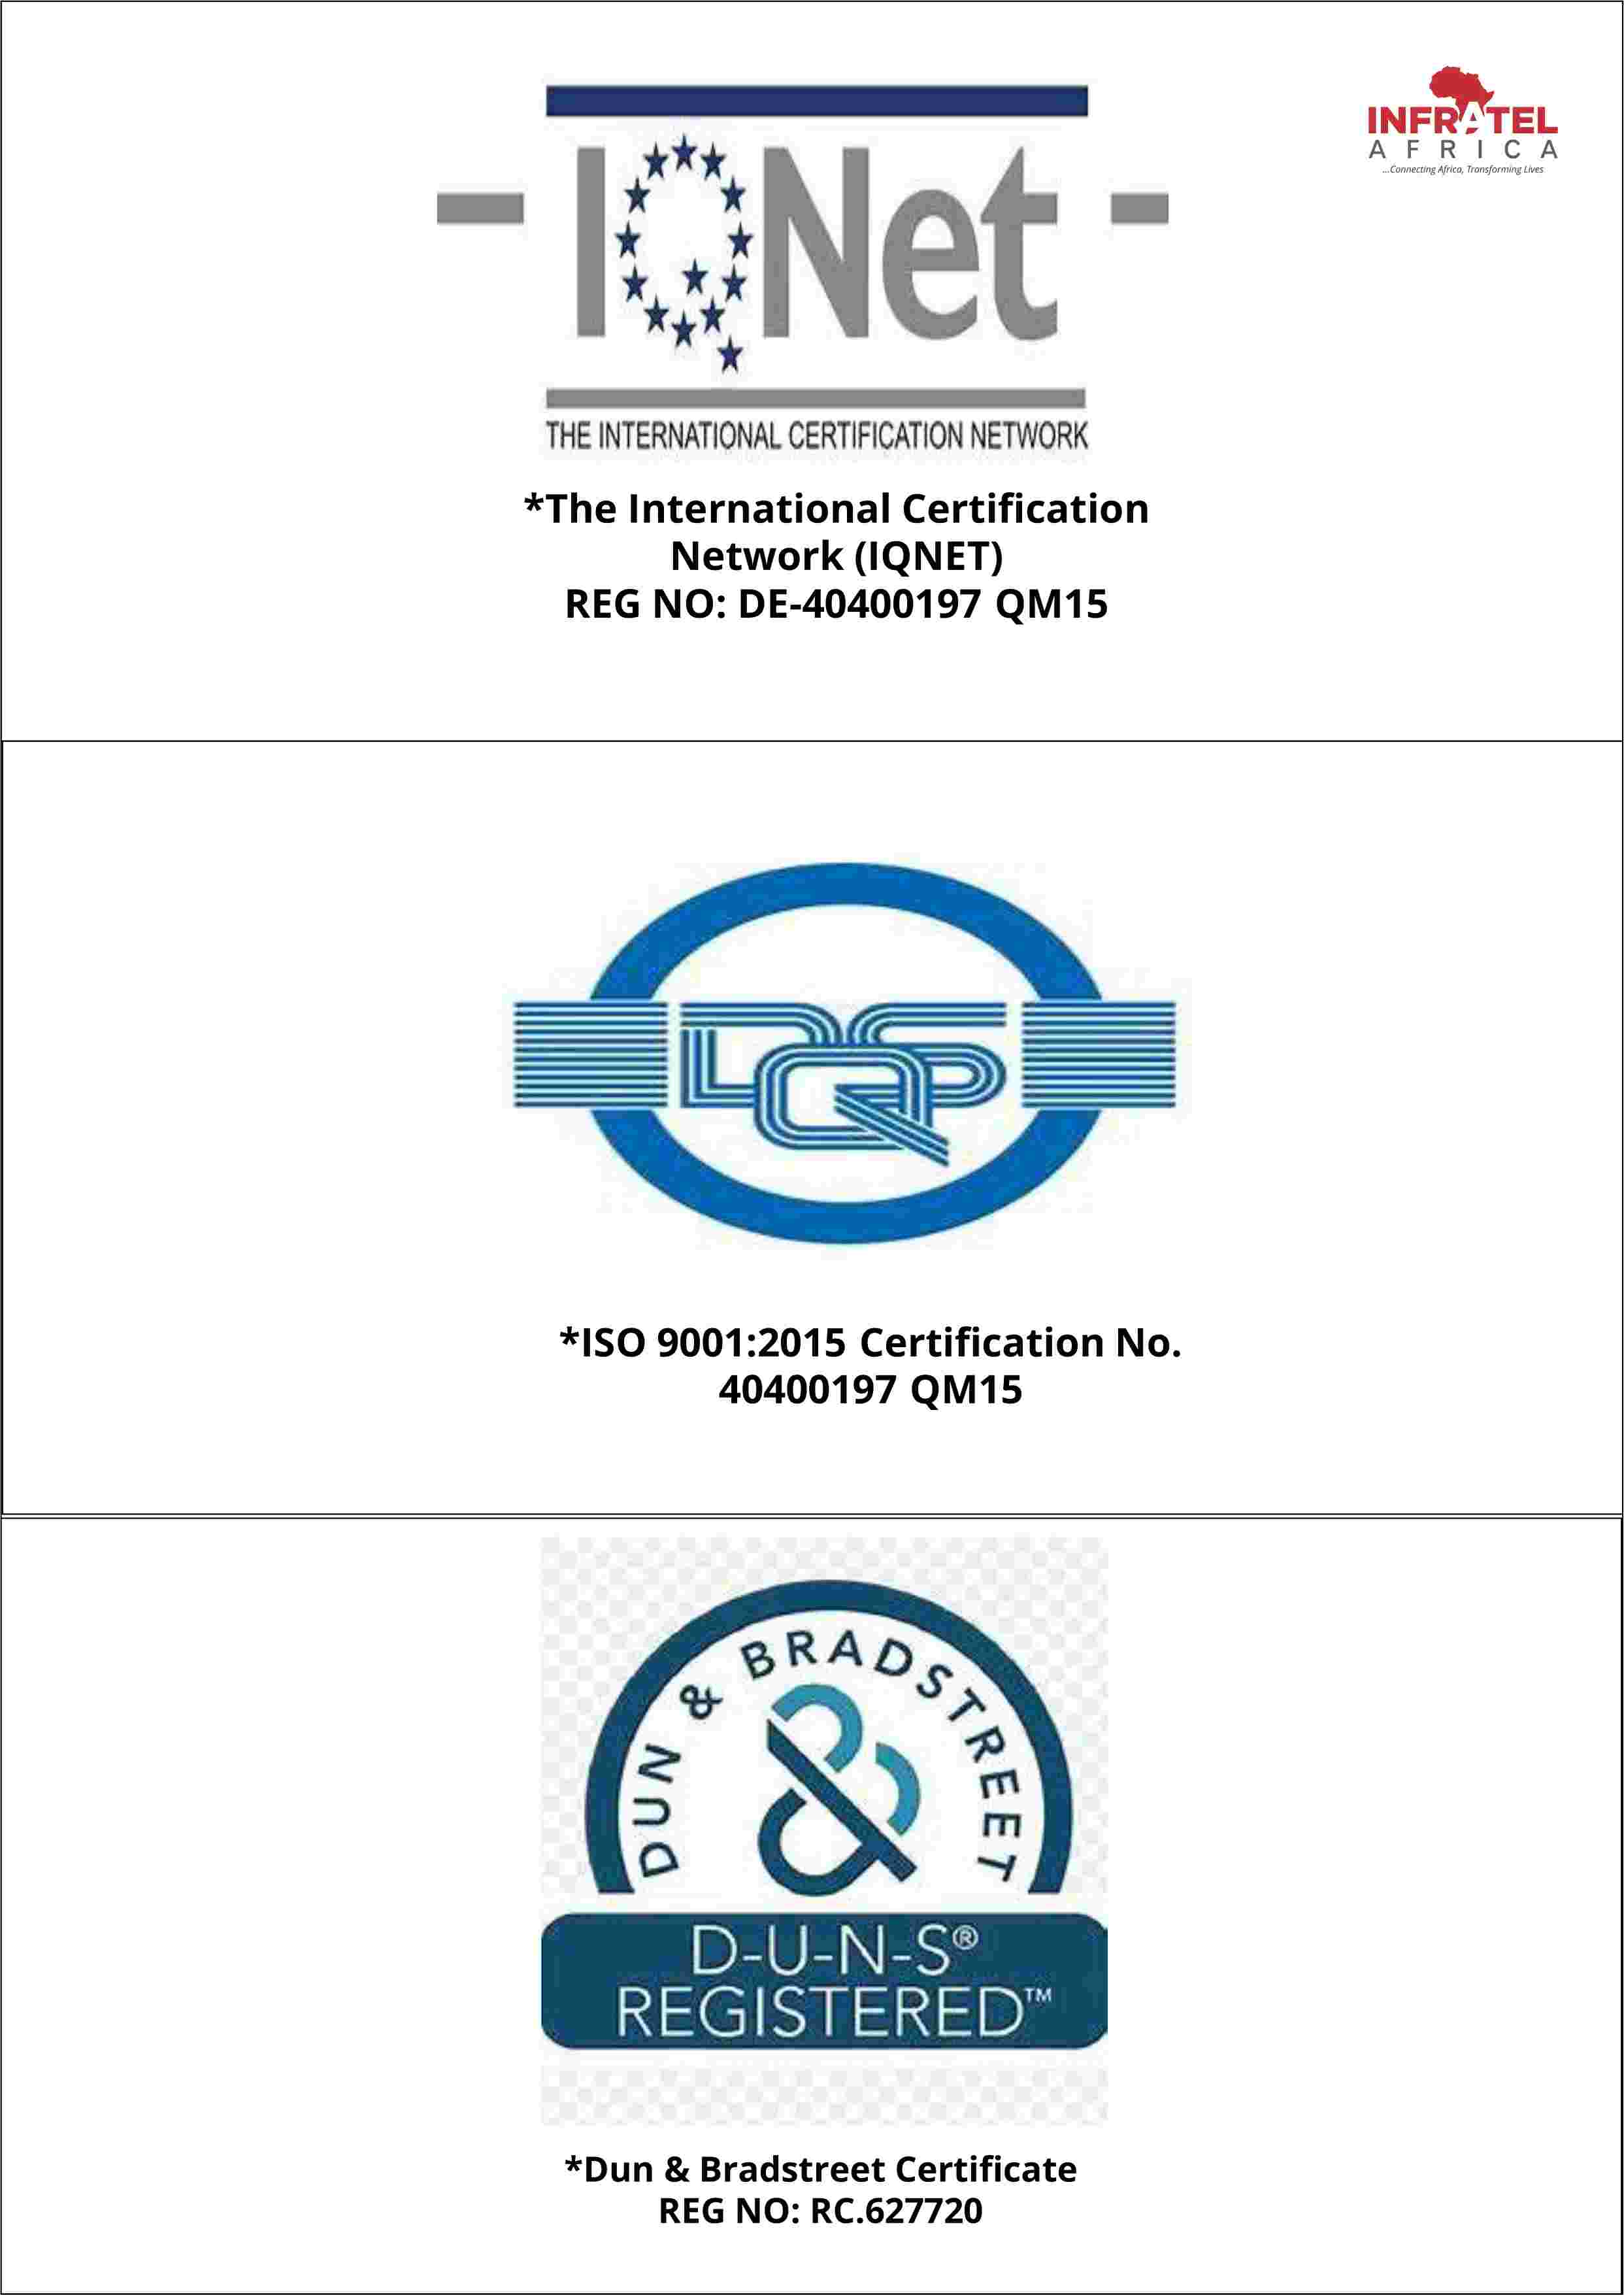 INFRATEL
AFRICA
...Connecting Africa, Transforming Lives
IQNet
THE INTERNATIONAL CERTIFICATION NETWORK
*The International Certification
Network (IQNET)
REG NO: DE-40400197 QM15
DQS
*ISO 9001:2015 Certification No.
40400197 QM15
DUN & BRADSTREET
&
D-U-N-S®
REGISTERED™
*Dun & Bradstreet Certificate
REG NO: RC.627720